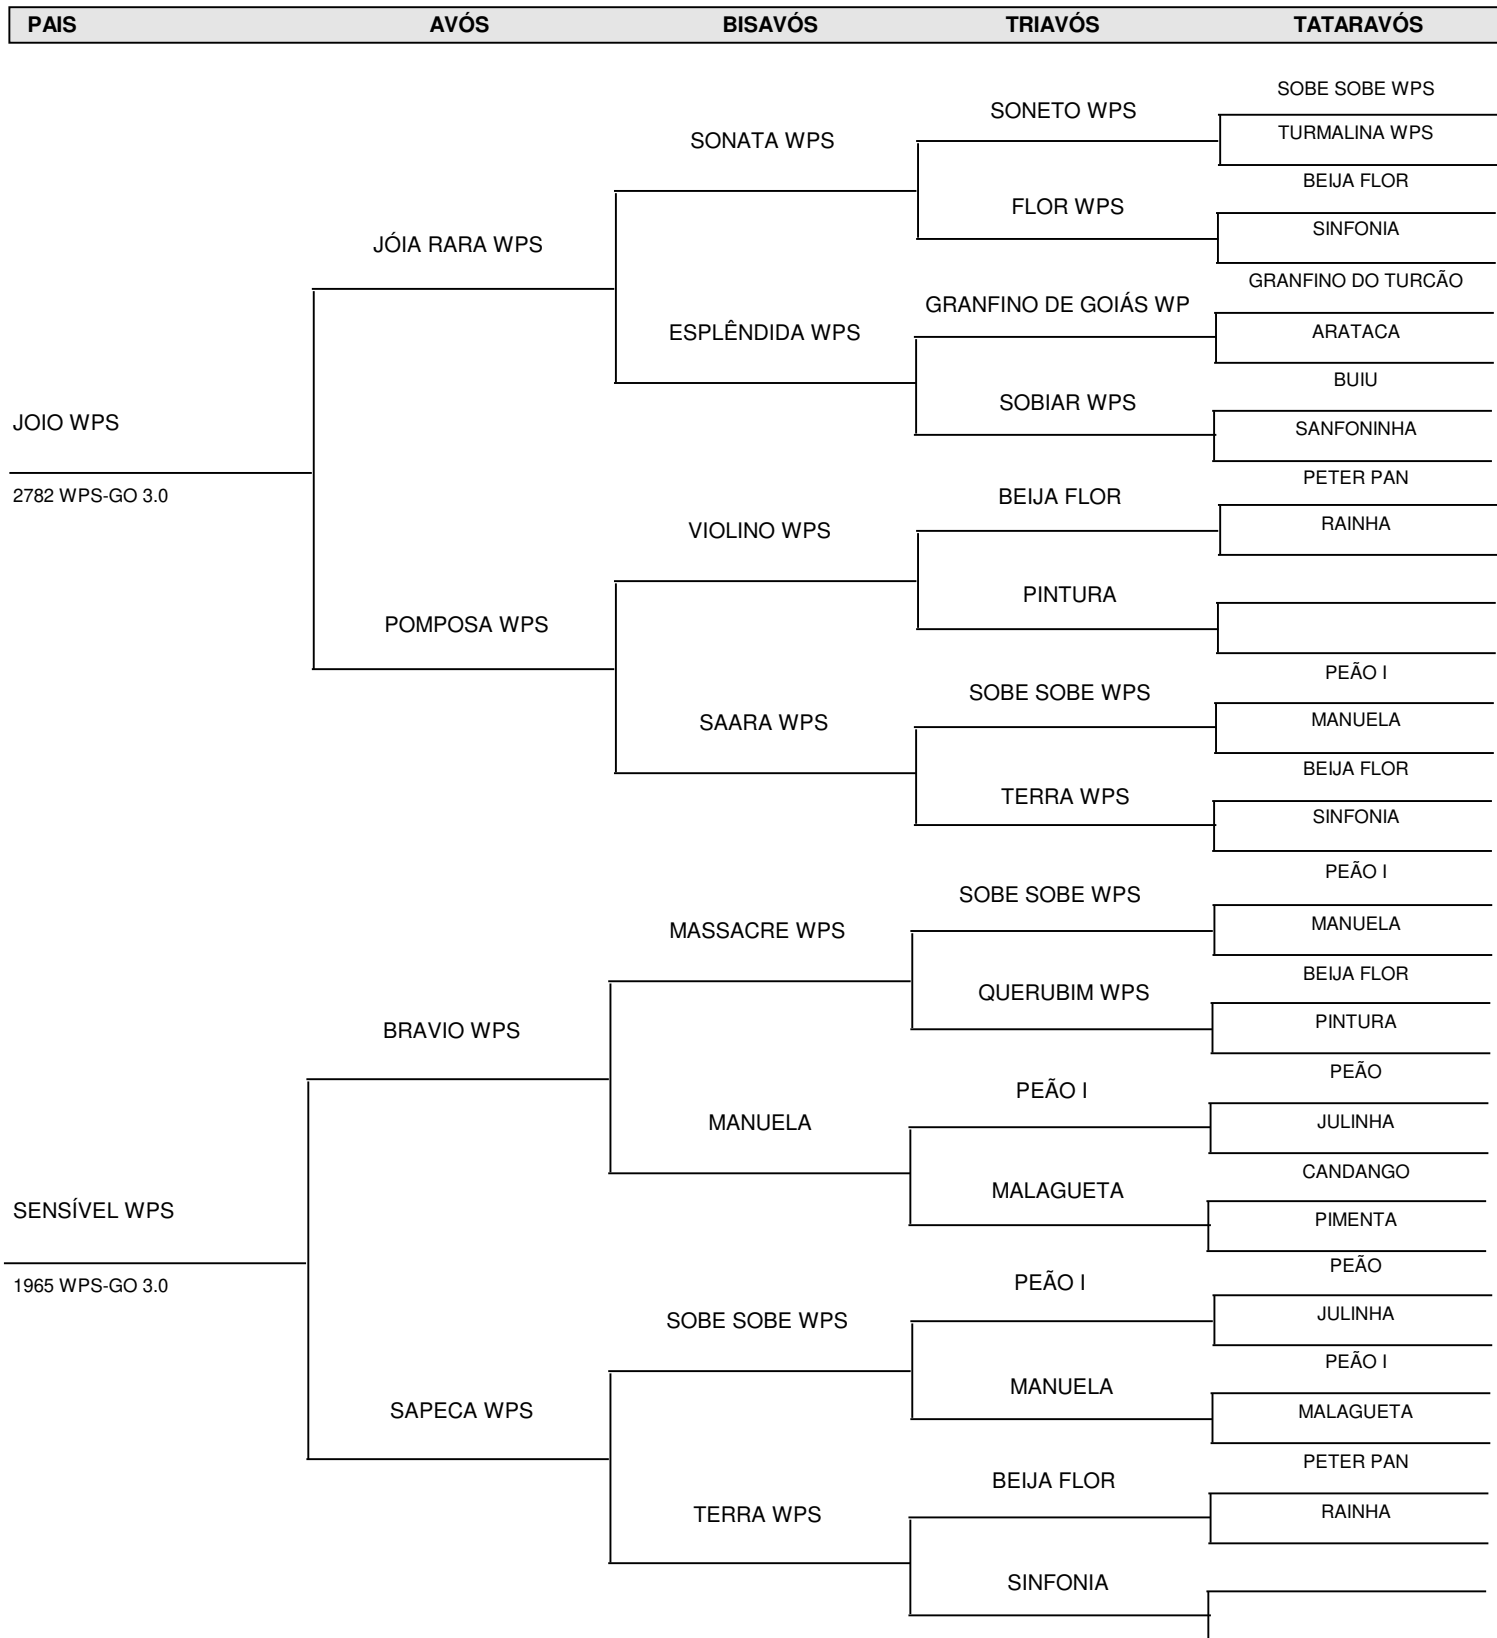 PAIS AVÓS BISAVÓS TRIAVÓS TATARAVÓS
SOBE SOBE WPS
SONETO WPS
TURMALINA WPS
SONATA WPS
BEIJA FLOR
FLOR WPS
SINFONIA
JÓIA RARA WPS
GRANFINO DO TURCÃO
GRANFINO DE GOIÁS WP
ARATACA
ESPLÊNDIDA WPS
BUIU
SOBIAR WPS
JOIO WPS
SANFONINHA
PETER PAN
2782 WPS-GO 3.0
BEIJA FLOR
RAINHA
VIOLINO WPS
PINTURA
POMPOSA WPS
PEÃO I
SOBE SOBE WPS
MANUELA
SAARA WPS
BEIJA FLOR
TERRA WPS
SINFONIA
PEÃO I
SOBE SOBE WPS
MANUELA
MASSACRE WPS
BEIJA FLOR
QUERUBIM WPS
PINTURA
BRAVIO WPS
PEÃO
PEÃO I
JULINHA
MANUELA
CANDANGO
MALAGUETA
SENSÍVEL WPS
PIMENTA
PEÃO
1965 WPS-GO 3.0
PEÃO I
JULINHA
SOBE SOBE WPS
PEÃO I
MANUELA
SAPECA WPS
MALAGUETA
PETER PAN
BEIJA FLOR
RAINHA
TERRA WPS
SINFONIA